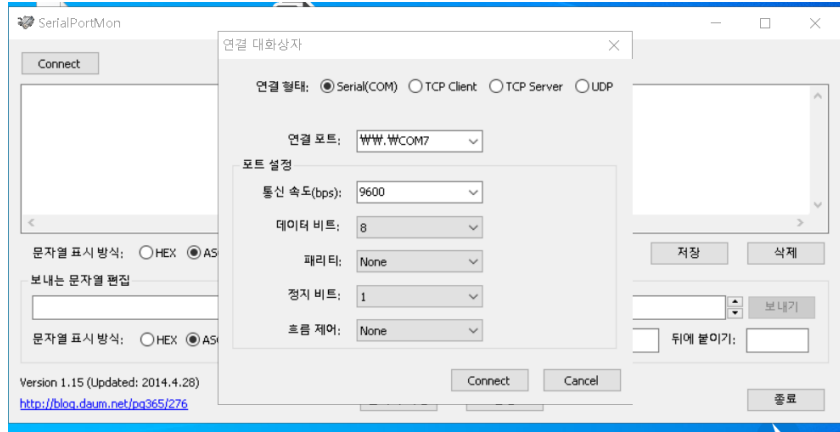 SerialPortMon
연결 대화상자
Connect
연결 형태: Serial(COM) TCP Client TCP Server UDP
연결 포트: ₩₩.₩COM7
포트 설정
통신 속도(bps): 9600
데이터 비트: 8
패리티: None
정지 비트: 1
흐름 제어: None
Connect Cancel
문자열 표시 방식: HEX AS
저장 삭제
보내는 문자열 편집
보내기
문자열 표시 방식: HEX AS
뒤에 붙이기:
Version 1.15 (Updated: 2014.4.28)
http://blog.daum.net/pg365/276
종료